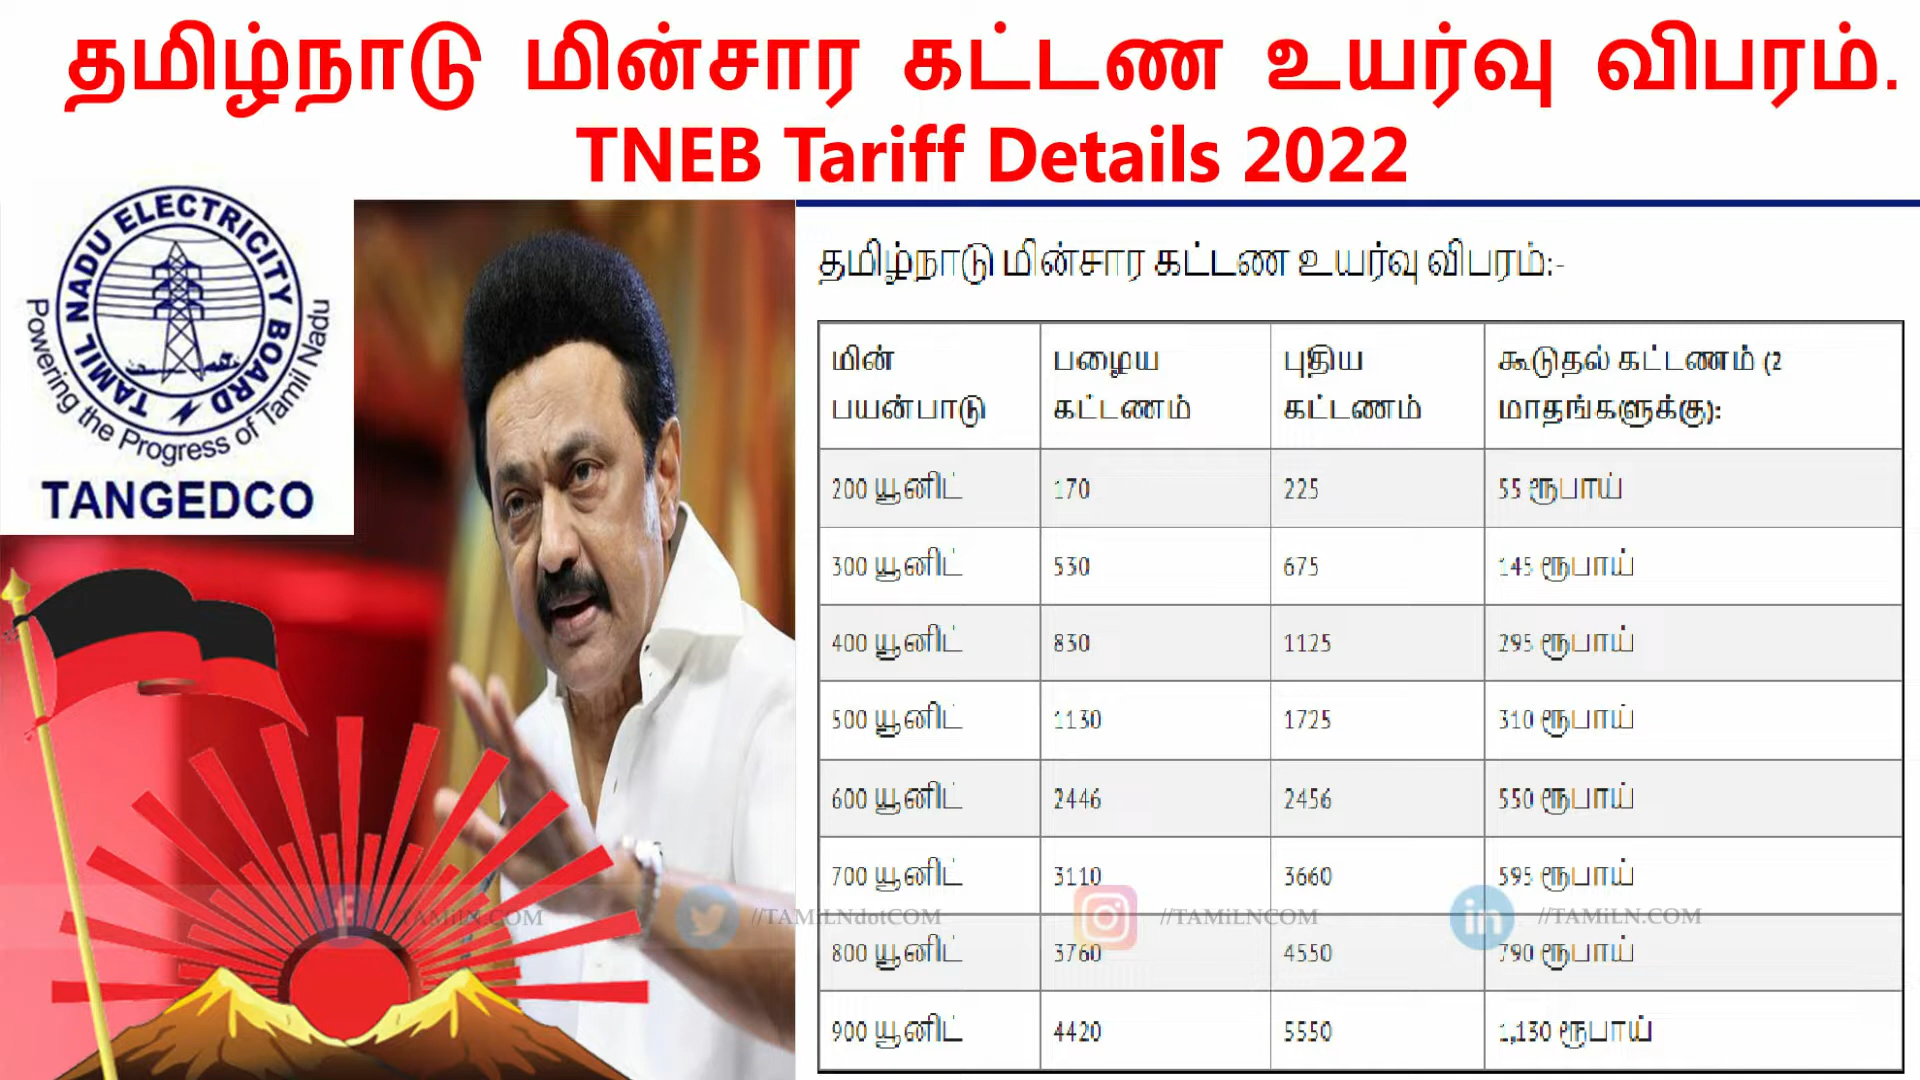 தமிழ்நாடு மின்சார கட்டண உயர்வு விபரம்.
TNEB Tariff Details 2022
TAMIL NADU ELECTRICITY BOARD
Powering the Progress of Tamil Nadu
TANGEDCO
தமிழ்நாடு மின்சார கட்டண உயர்வு விபரம்:-
மின் பயன்பாடு பழைய கட்டணம் புதிய கட்டணம் கூடுதல் கட்டணம் (2 மாதங்களுக்கு):
200 யூனிட் 170 225 55 ரூபாய்
300 யூனிட் 530 675 145 ரூபாய்
400 யூனிட் 830 1125 295 ரூபாய்
500 யூனிட் 1130 1725 310 ரூபாய்
600 யூனிட் 2446 2456 550 ரூபாய்
700 யூனிட் 3110 3660 595 ரூபாய்
//TAMiLN.COM //TAMiLNdotCOM //TAMiLNCOM //TAMiLN.COM
800 யூனிட் 3760 4550 790 ரூபாய்
900 யூனிட் 4420 5550 1,130 ரூபாய்